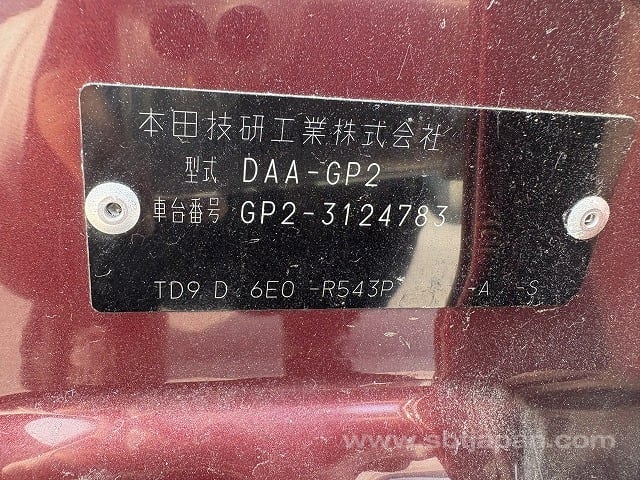 本田技研工業株式会社
型式 DAA-GP2
車台番号 GP2-3124783
TD9 D 6E0 -R543P -A -S
www.sbtjapan.com